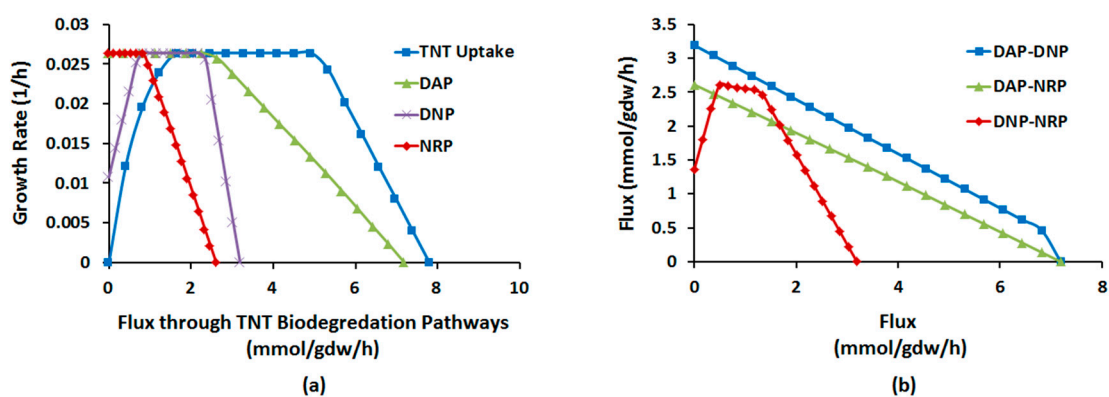 0.03
0.025
0.02
0.015
0.01
0.005
0
Growth Rate (1/h)
0 2 4 6 8 10
Flux through TNT Biodegredation Pathways
(mmol/gdw/h)
TNT Uptake
DAP
DNP
NRP
(a)
3.5
3
2.5
2
1.5
1
0.5
0
Flux (mmol/gdw/h)
0 2 4 6 8
Flux
(mmol/gdw/h)
DAP-DNP
DAP-NRP
DNP-NRP
(b)